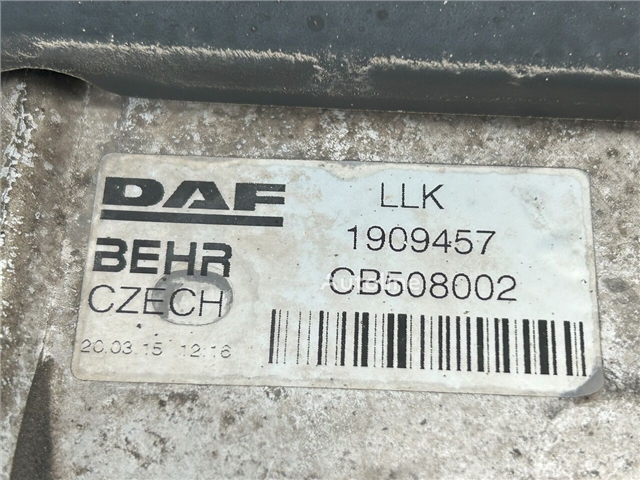 DAF
LLK
1909457
BEHR
CB508002
CZECH
20.03.15 12:16